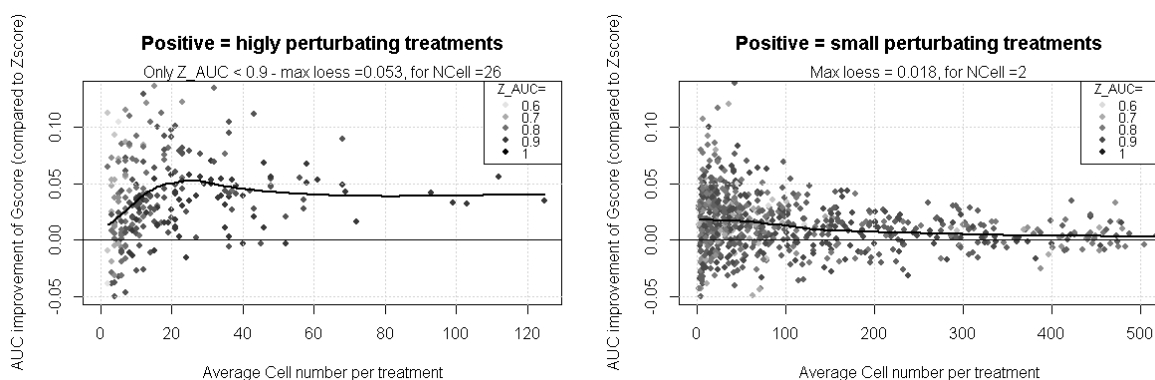 Positive = higly perturbating treatments
Only Z_AUC < 0.9 - max loess =0.053, for NCell =26
AUC improvement of Gscore (compared to Zscore)
0.10
0.05
0.00
-0.05
Z_AUC=
0.6
0.7
0.8
0.9
1
0 20 40 60 80 100 120
Average Cell number per treatment
Positive = small perturbating treatments
Max loess = 0.018, for NCell =2
AUC improvement of Gscore (compared to Zscore)
0.10
0.05
0.00
-0.05
Z_AUC=
0.6
0.7
0.8
0.9
1
0 100 200 300 400 500
Average Cell number per treatment